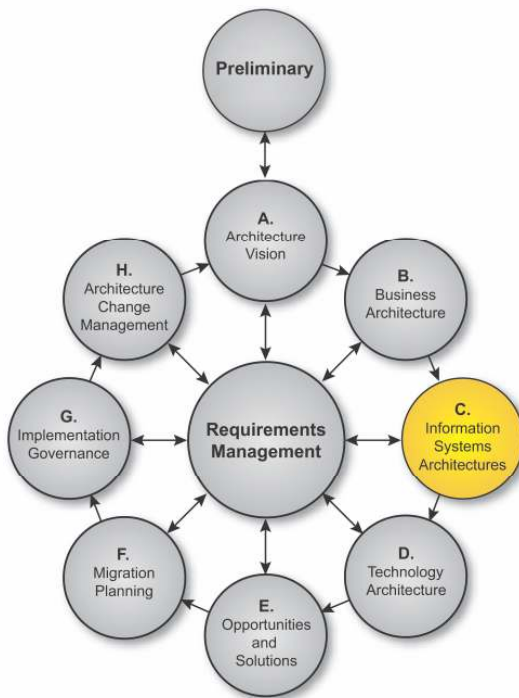 Preliminary
A.
Architecture
Vision
B.
Business
Architecture
C.
Information
Systems
Architectures
D.
Technology
Architecture
E.
Opportunities
and
Solutions
F.
Migration
Planning
G.
Implementation
Governance
H.
Architecture
Change
Management
Requirements
Management